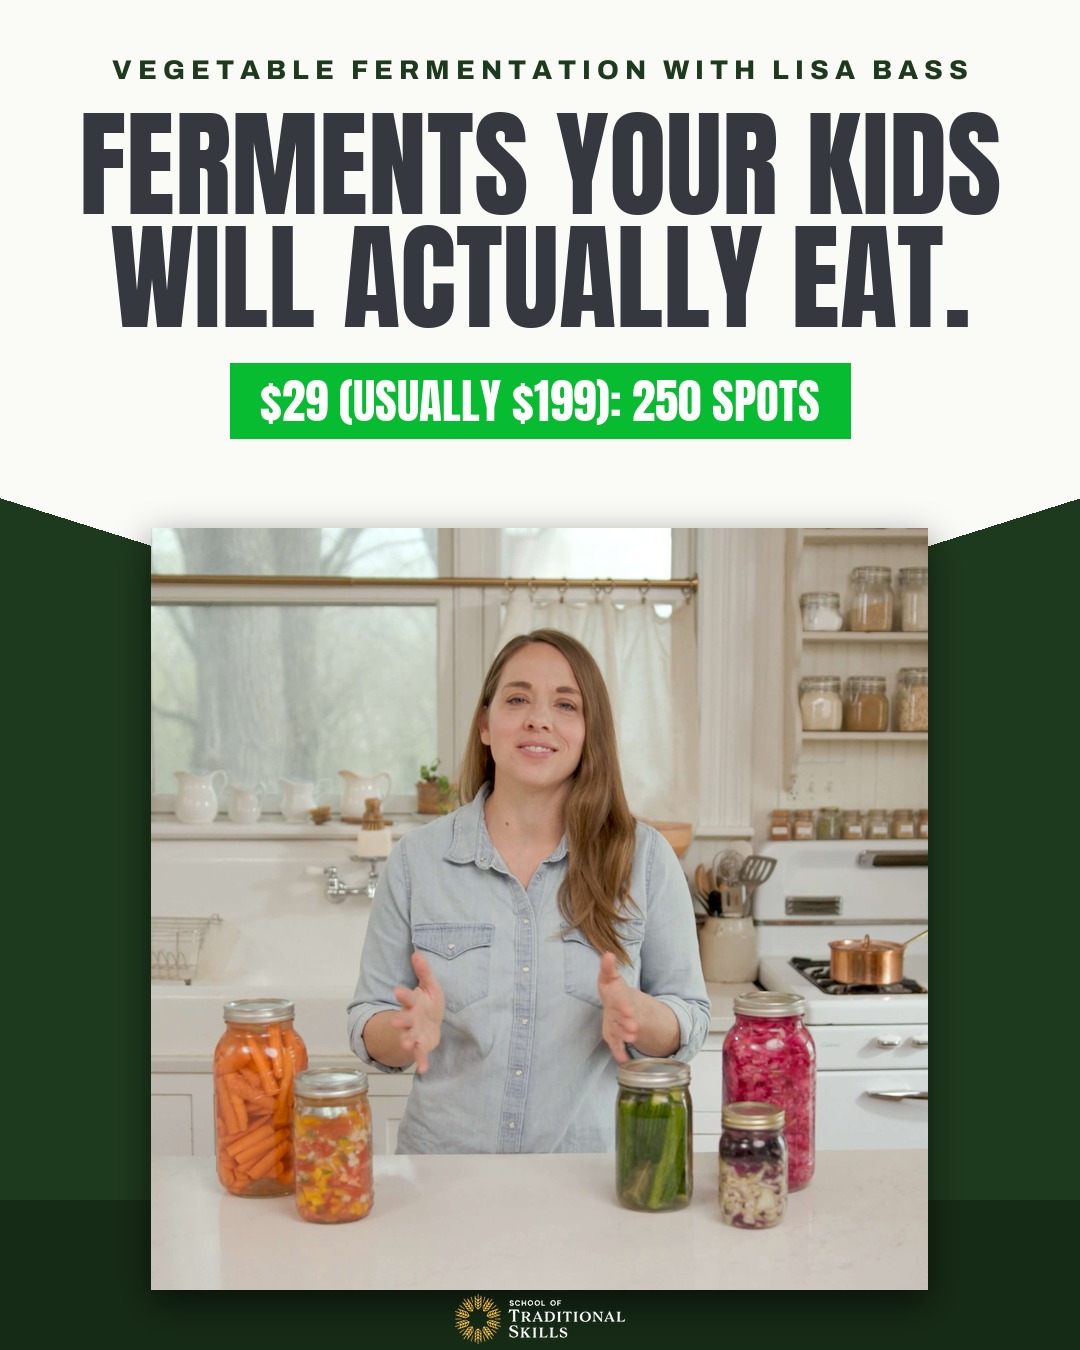 VEGETABLE FERMENTATION WITH LISA BASS
FERMENTS YOUR KIDS
WILL ACTUALLY EAT.
$29 (USUALLY $199): 250 SPOTS
SCHOOL OF
TRADITIONAL
SKILLS